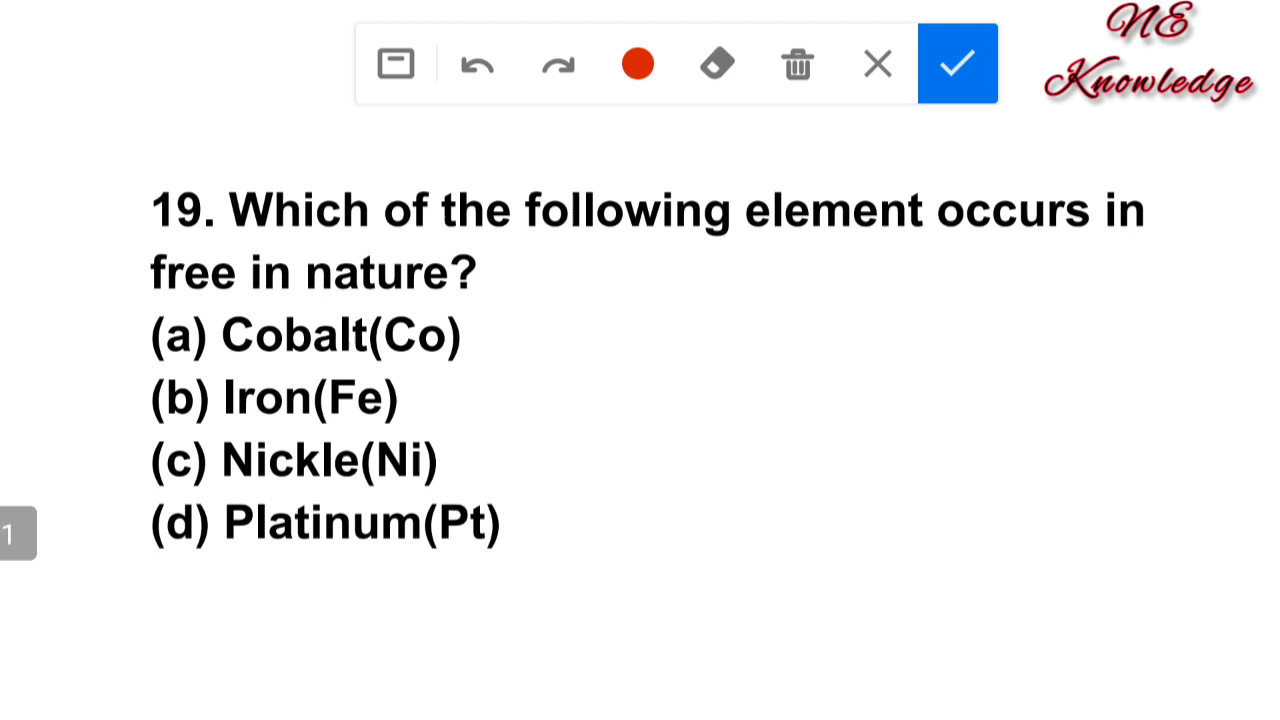 NE
Knowledge
19. Which of the following element occurs in
free in nature?
(a) Cobalt(Co)
(b) Iron(Fe)
(c) Nickle(Ni)
(d) Platinum(Pt)
1